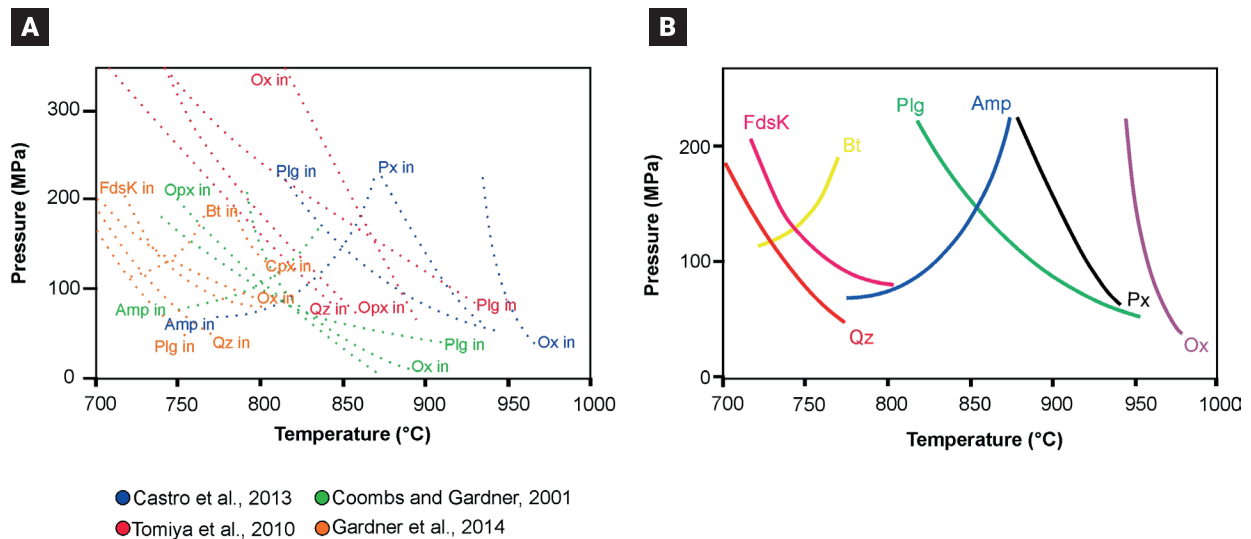 A
Pressure (MPa)
300
200
100
0
700
750
800
850
900
950
1000
Temperature (°C)
Ox in
FdsK in
Opx in
Bt in
Plg in
Px in
Cpx in
Ox in
Amp in
Amp in
Plg in
Qz in
Qz in
Opx in
Plg in
Plg in
Ox in
Ox in
Castro et al., 2013
Coombs and Gardner, 2001
Tomiya et al., 2010
Gardner et al., 2014
B
Pressure (MPa)
200
100
0
700
750
800
850
900
950
1000
Temperature (°C)
FdsK
Bt
Plg
Amp
Qz
Px
Ox